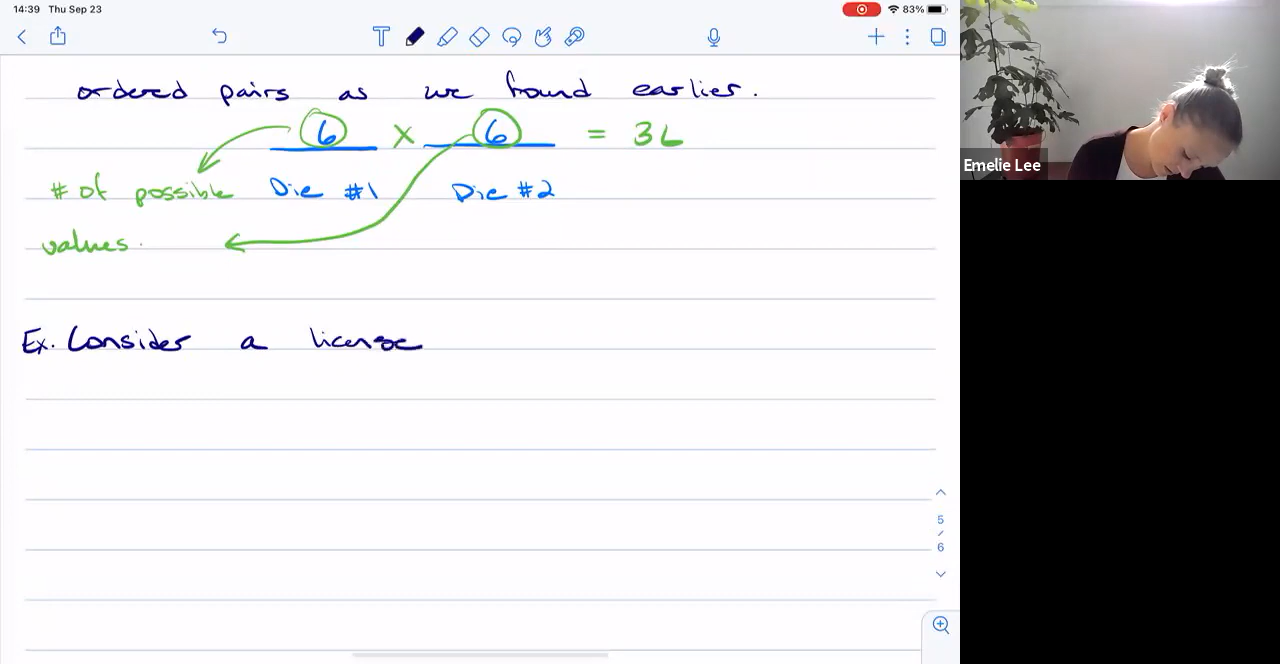 14:39 Thu Sep 23
83%
ordered pairs as we found earlier.
6 x 6 = 36
# of possible Die #1 Die #2
values.
Ex. Consider a license
5
6
Emelie Lee